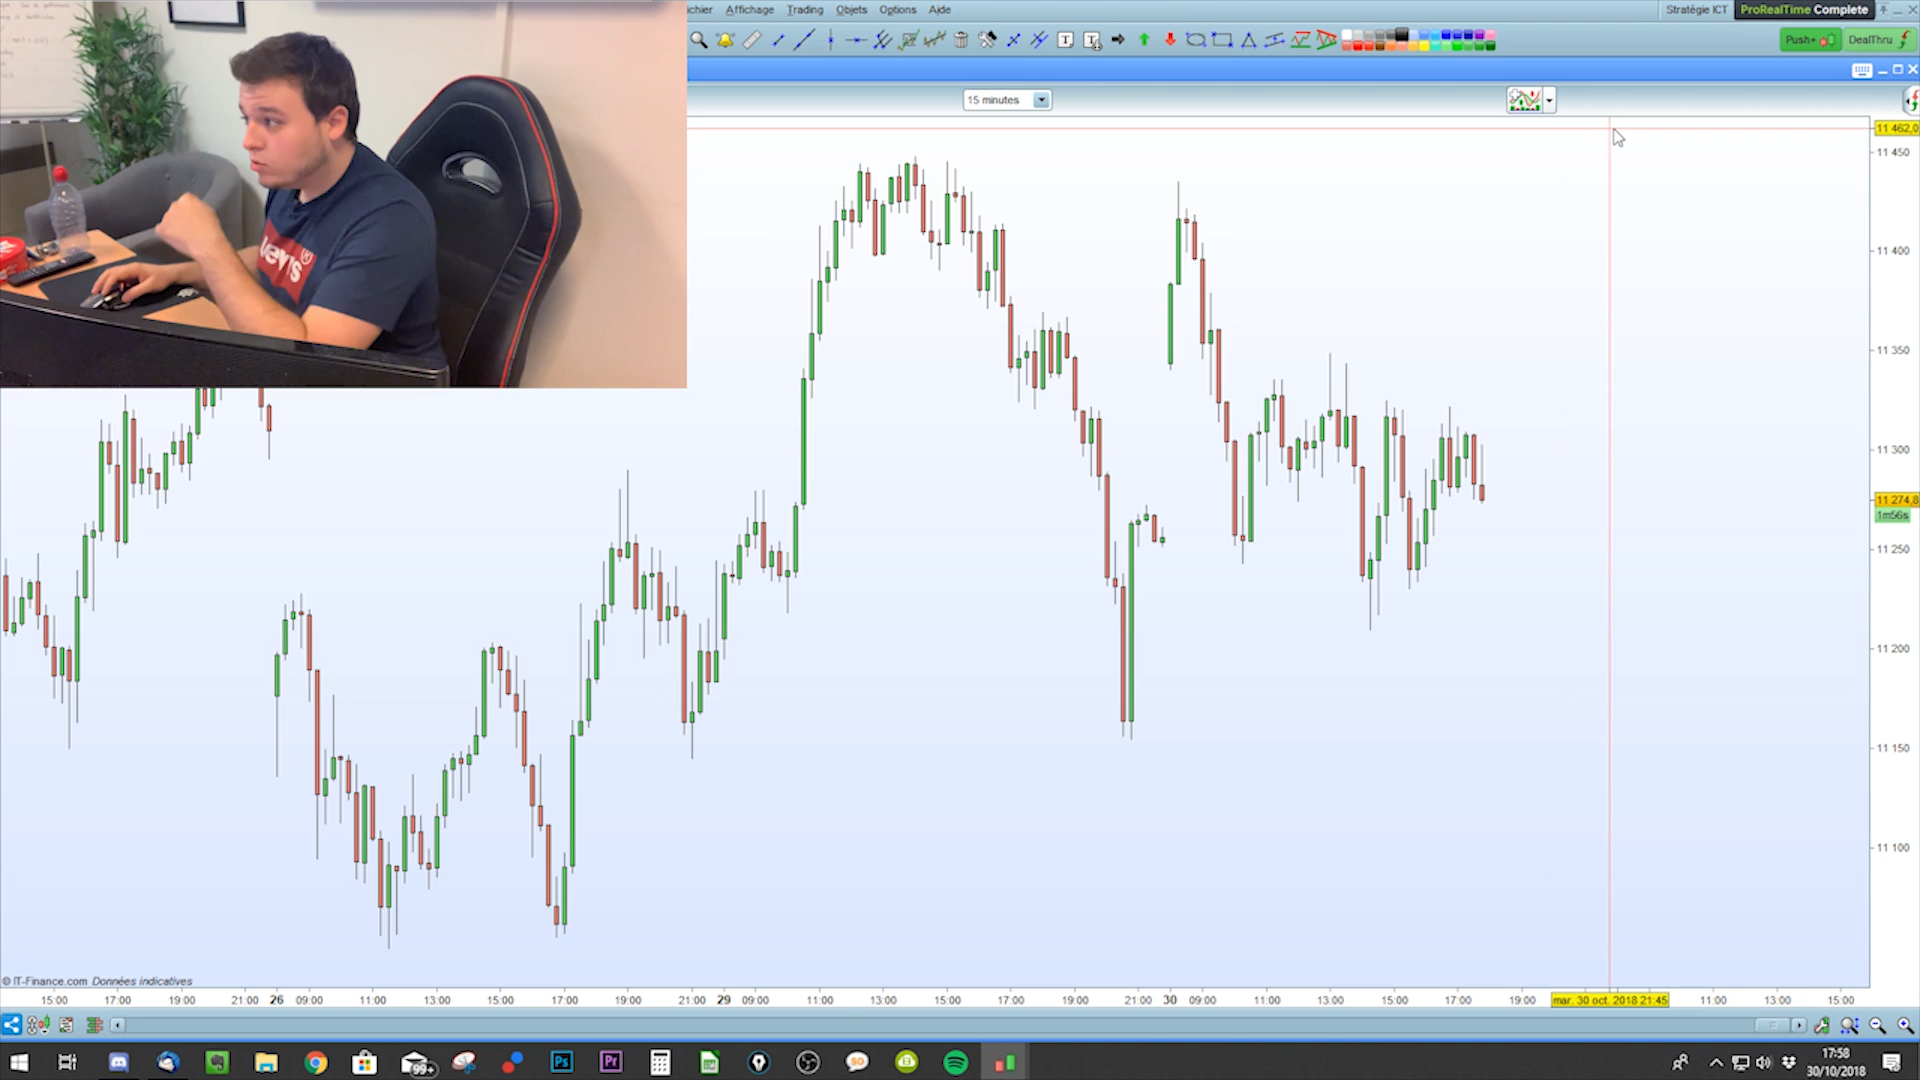 chier Affichage Trading Objets Options Aide
Stratégie ICT ProRealTime Complete
Push+ DealThru
15 minutes
Levi's®
11 462,0
11 450
11 400
11 350
11 300
11 274,8
1m56s
11 250
11 200
11 150
11 100
© IT-Finance.com Données indicatives
15:00 17:00 19:00 21:00 26 09:00 11:00 13:00 15:00 17:00 19:00 21:00 29 09:00 11:00 13:00 15:00 17:00 19:00 21:00 30 09:00 11:00 13:00 15:00 17:00 19:00 mar. 30 oct. 2018 21:45 11:00 13:00 15:00
99+ Ps Pr SO
17:58
30/10/2018